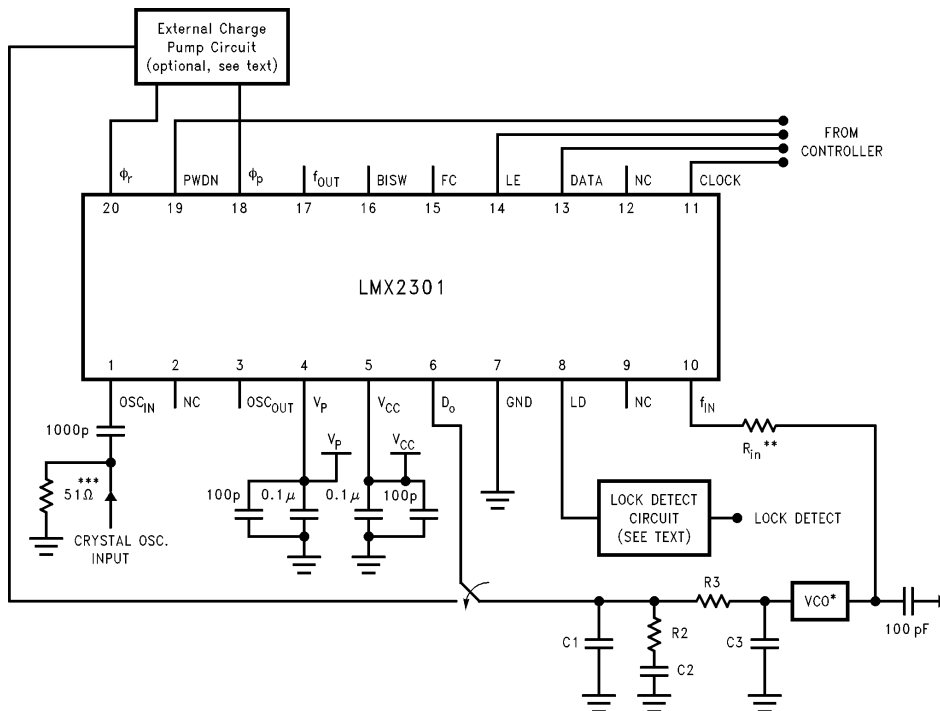 External Charge
Pump Circuit
(optional, see text)
FROM
CONTROLLER
ϕr PWDN ϕp fOUT BISW FC LE DATA NC CLOCK
20 19 18 17 16 15 14 13 12 11
LMX2301
1 2 3 4 5 6 7 8 9 10
OSCIN NC OSCOUT VP VCC Do GND LD NC fIN
1000p
VP
VCC
Rin**
51Ω***
100p 0.1μ 0.1μ 100p
LOCK DETECT
CIRCUIT
(SEE TEXT)
LOCK DETECT
CRYSTAL OSC.
INPUT
R3
VCO*
100 pF
C1
R2
C2
C3